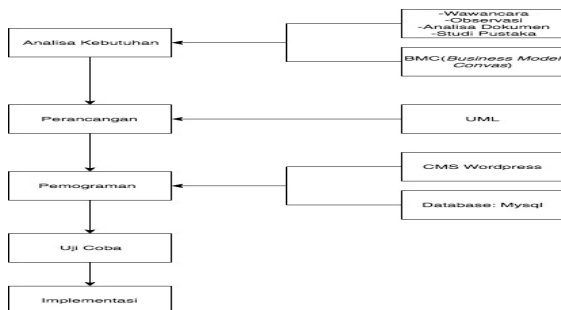 -Wawancara
-Observasi
-Analisa Dokumen
-Studi Pustaka
Analisa Kebutuhan
BMC(Business Model
Convas)
Perancangan
UML
CMS Wordpress
Pemograman
Database: Mysql
Uji Coba
Implementasi